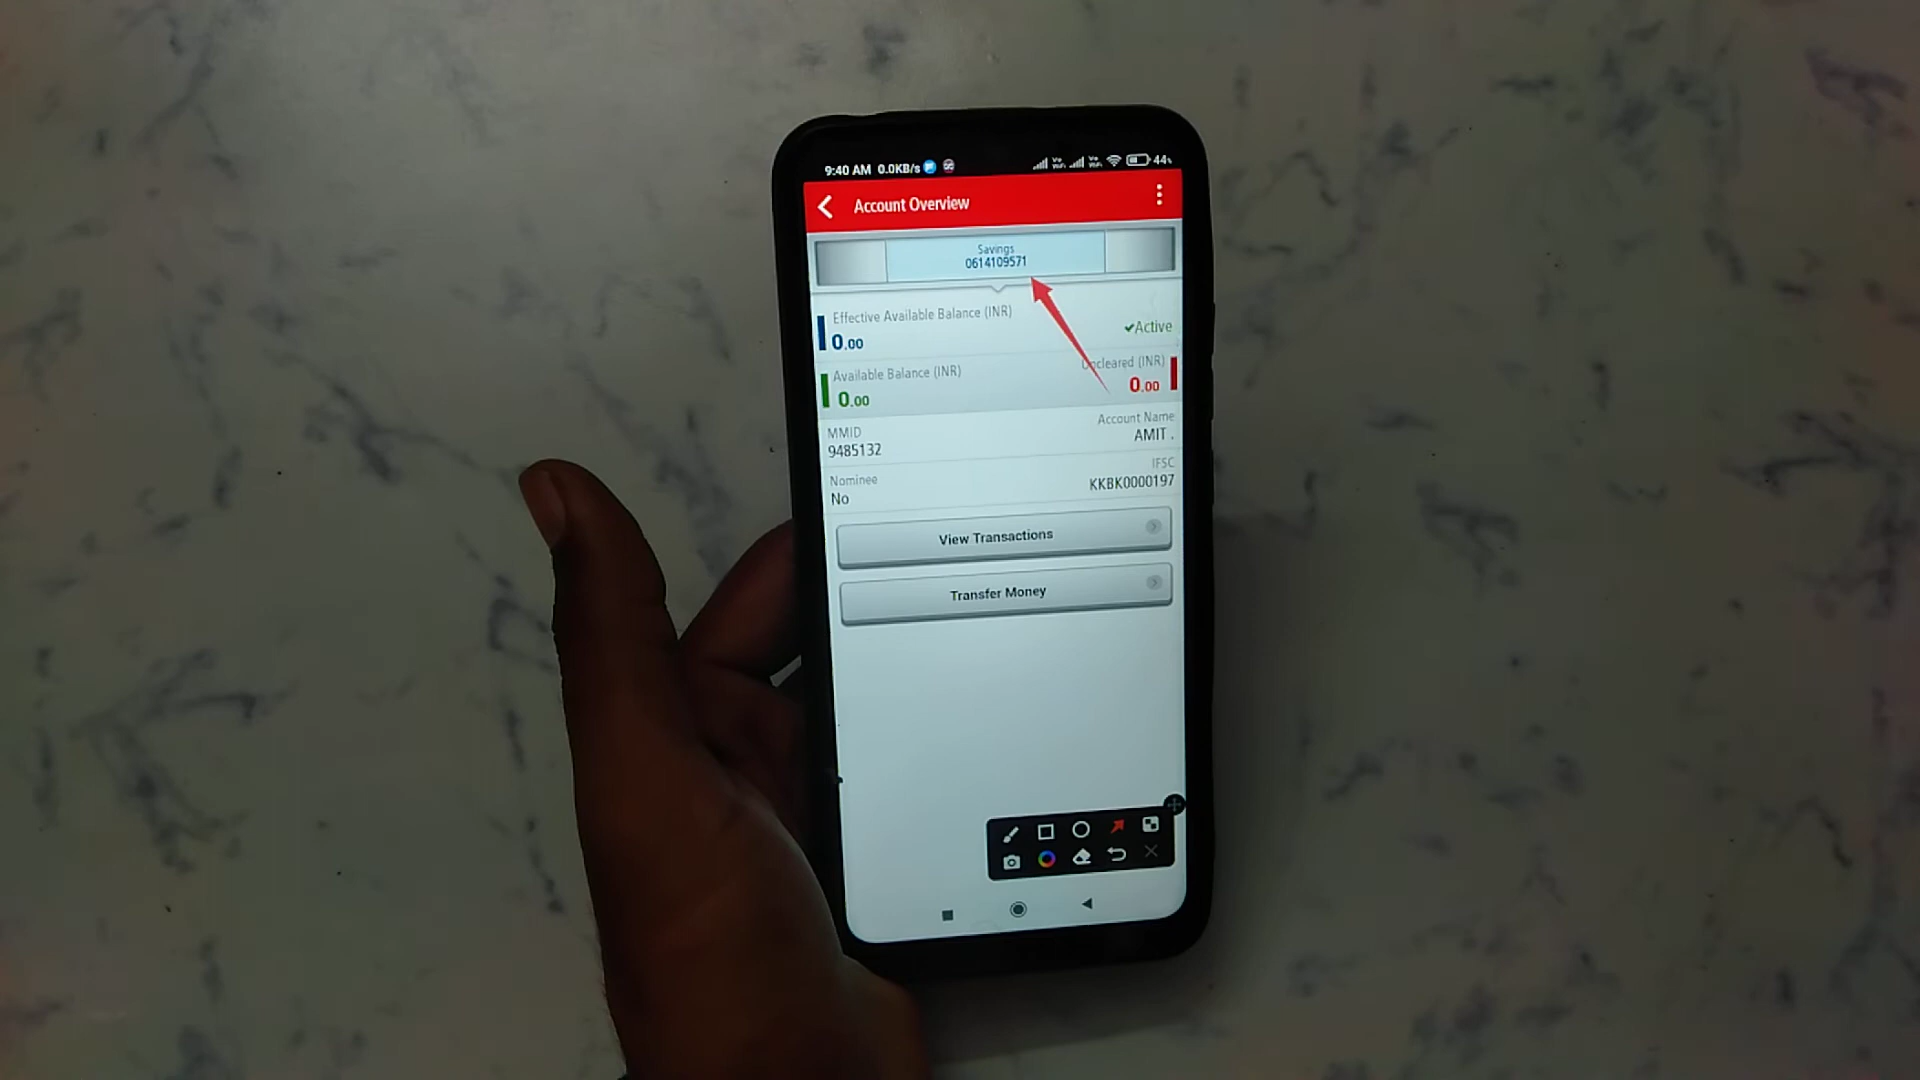 9:40 AM 0.0KB/s 44%
Account Overview
Savings
0614109571
Effective Available Balance (INR)
0.00
Active
Available Balance (INR)
0.00
Uncleared (INR)
0.00
MMID
9485132
Account Name
AMIT .
Nominee
No
IFSC
KKBK0000197
View Transactions
Transfer Money